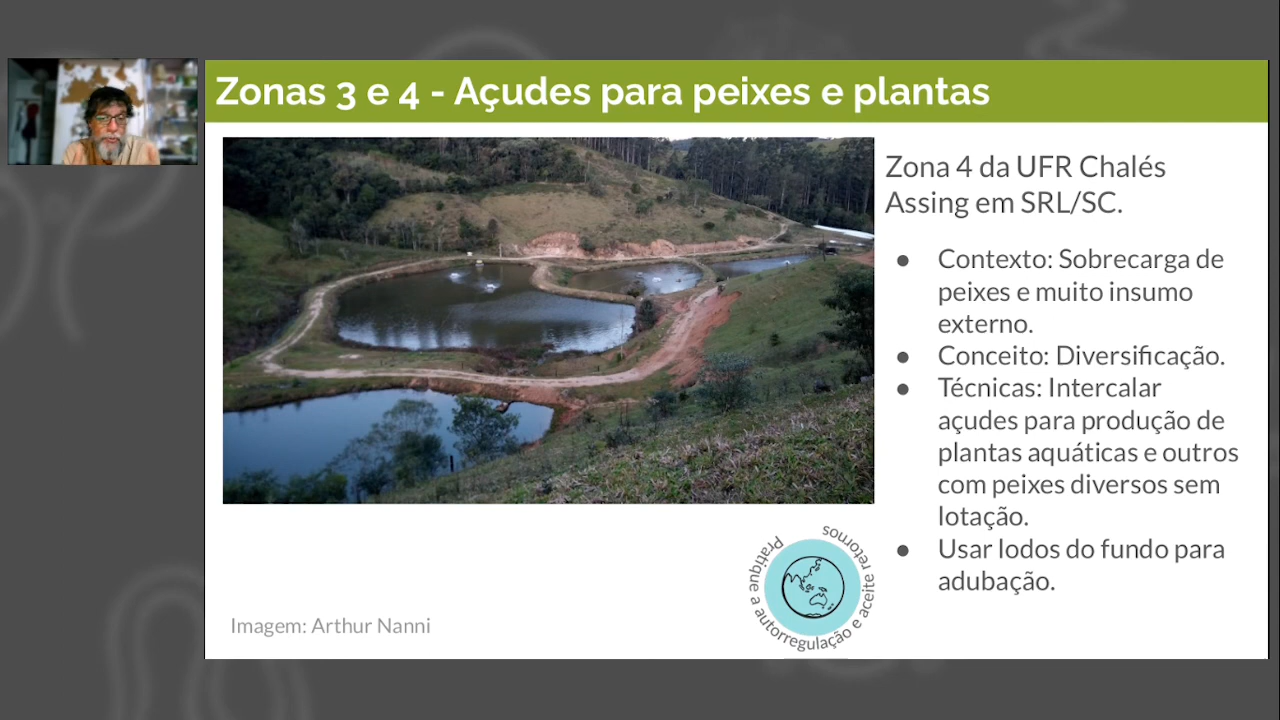 Zonas 3 e 4 - Açudes para peixes e plantas
Zona 4 da UFR Chalés
Assing em SRL/SC.
● Contexto: Sobrecarga de
peixes e muito insumo
externo.
● Conceito: Diversificação.
● Técnicas: Intercalar
açudes para produção de
plantas aquáticas e outros
com peixes diversos sem
lotação.
● Usar lodos do fundo para
adubação.
Pratique a autorregulação e aceite retornos
Imagem: Arthur Nanni